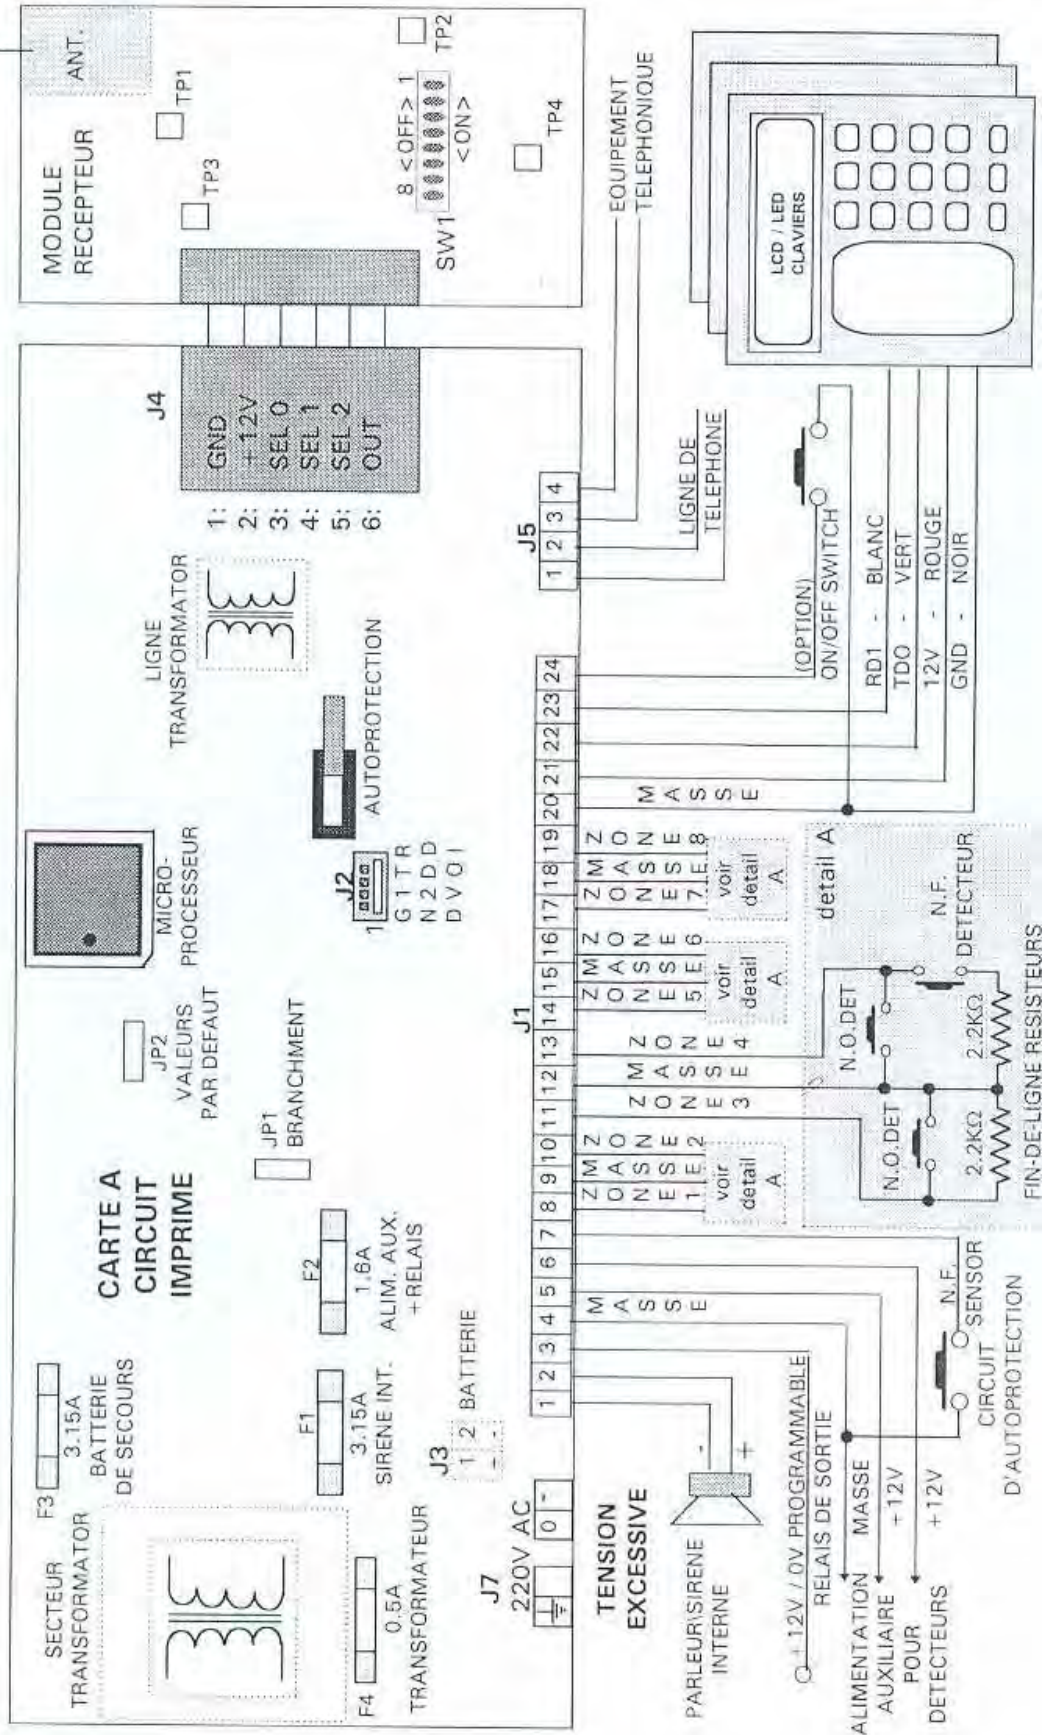 MODULE
RECEPTEUR
ANT.
TP1
TP3
TP2
TP4
8 <OFF> 1
<ON>
SW1
J4
1: GND
2: +12V
3: SEL 0
4: SEL 1
5: SEL 2
6: OUT
LIGNE
TRANSFORMATOR
AUTOPROTECTION
MICRO-
PROCESSEUR
J2
1
G 1 T R
N 2 D D
D V O I
JP2
VALEURS
PAR DEFAUT
JP1
BRANCHMENT
CARTE A
CIRCUIT
IMPRIME
F2
1.6A
ALIM. AUX.
+RELAIS
F3
3.15A
BATTERIE
DE SECOURS
F1
3.15A
SIRENE INT.
J3
1 2 BATTERIE
+ -
SECTEUR
TRANSFORMATOR
F4
0.5A
TRANSFORMATEUR
J7
220V AC
0 -
TENSION
EXCESSIVE
J1
1 2 3 4 5 6 7 8 9 10 11 12 13 14 15 16 17 18 19 20 21 22 23 24
J5
1 2 3 4
EQUIPEMENT
TELEPHONIQUE
LIGNE DE
TELEPHONE
LCD / LED
CLAVIERS
(OPTION)
ON/OFF SWITCH
RD1 - BLANC
TDO - VERT
12V - ROUGE
GND - NOIR
MASSE
ZONE 1
MASSE
ZONE 2
voir
detail
A
ZONE 3
MASSE
ZONE 4
ZONE 5
MASSE
ZONE 6
voir
detail
A
ZONE 7
MASSE
ZONE 8
voir
detail
A
MASSE
detail A
N.O.DET
N.O.DET
N.F.
DETECTEUR
2.2KΩ
2.2KΩ
FIN-DE-LIGNE RESISTEURS
PARLEUR\SIRENE
INTERNE
-
+
+12V / 0V PROGRAMMABLE
RELAIS DE SORTIE
ALIMENTATION MASSE
AUXILIAIRE +12V
POUR
DETECTEURS +12V
N.F.
SENSOR
CIRCUIT
D'AUTOPROTECTION